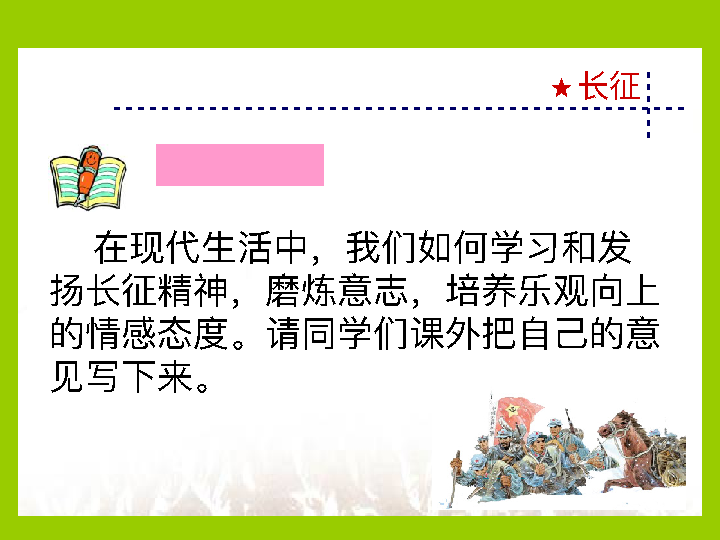 ★长征
在现代生活中，我们如何学习和发
扬长征精神，磨炼意志，培养乐观向上
的情感态度。请同学们课外把自己的意
见写下来。